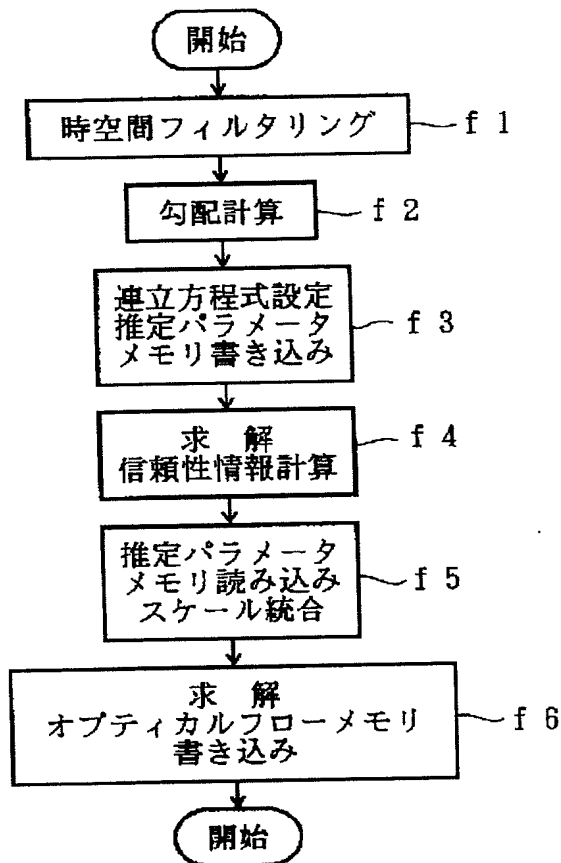 開始
時空間フィルタリング f 1
勾配計算 f 2
連立方程式設定
推定パラメータ
メモリ書き込み
f 3
求 解
信頼性情報計算
f 4
推定パラメータ
メモリ読み込み
スケール統合
f 5
求 解
オプティカルフローメモリ
書き込み
f 6
開始